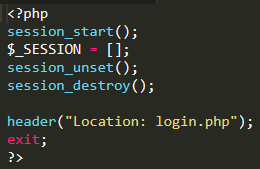 <?php
session_start();
$_SESSION = [];
session_unset();
session_destroy();

header("Location: login.php");
exit;
?>